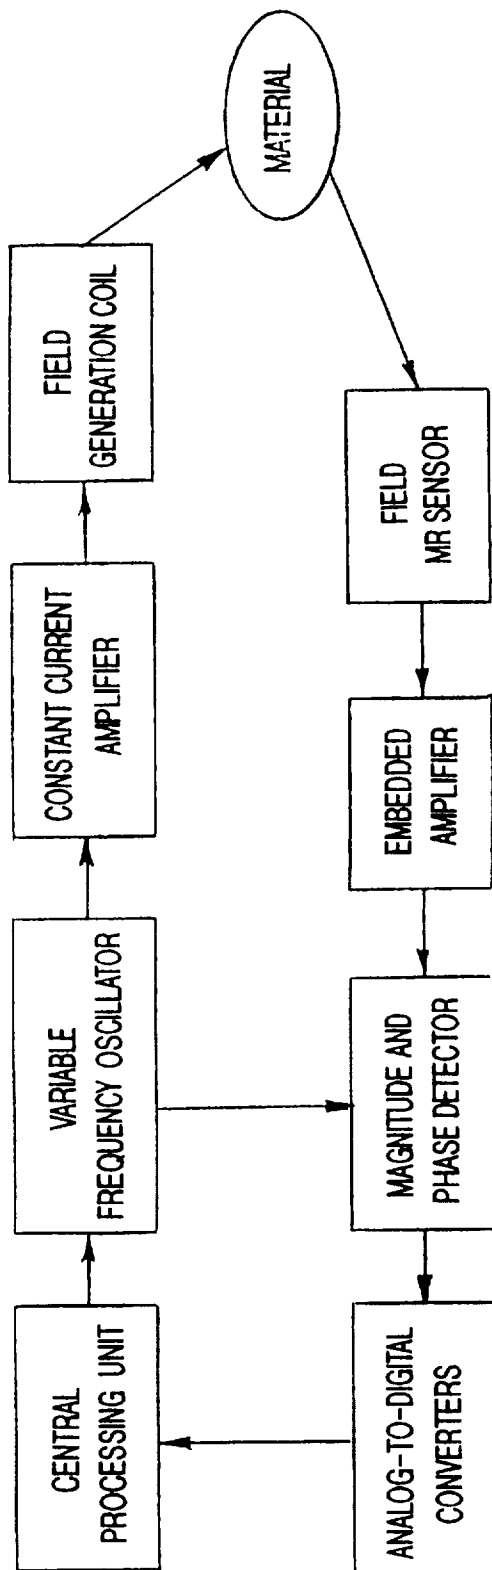 CENTRAL
PROCESSING UNIT
VARIABLE
FREQUENCY OSCILLATOR
CONSTANT CURRENT
AMPLIFIER
FIELD
GENERATION COIL
MATERIAL
FIELD
MR SENSOR
EMBEDDED
AMPLIFIER
MAGNITUDE AND
PHASE DETECTOR
ANALOG-TO-DIGITAL
CONVERTERS